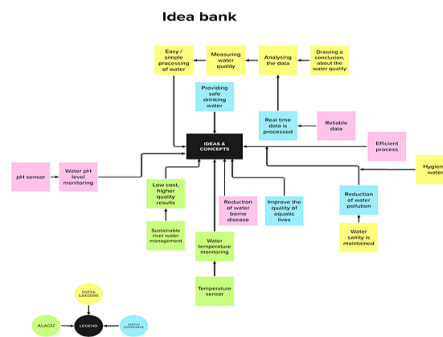 Idea bank
Easy /
simple
processing
of water
Measuring
water
quality
Analysing
the data
Drawing a
conclusion,
about the
water quality
Providing
safe
drinking
water
Real time
data is
processed
Reliable
data
IDEAS &
CONCEPTS
Efficient
process
pH sensor
Water pH
level
monitoring
Hygien
water
Low cost,
higher
quality
results
Reduction
of water
borne
disease
Improve the
quality of
aquatic
lives
Reduction
of water
pollution
Sustainable
river water
management
Water
temperature
monitoring
Water
sanity is
maintained
Temperature
sensor
LEGEND